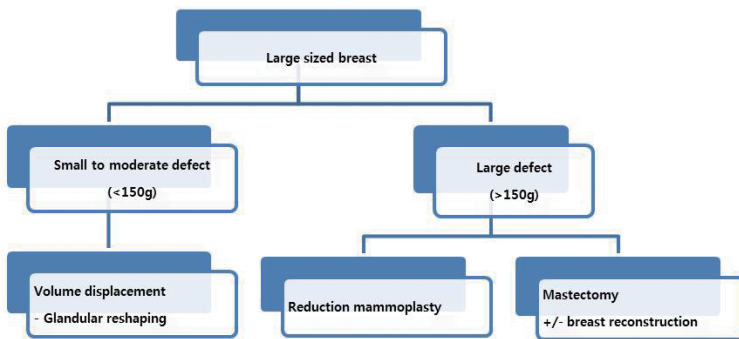 Large sized breast
Small to moderate defect
(<150g)
Large defect
(>150g)
Volume displacement
- Glandular reshaping
Reduction mammoplasty
Mastectomy
+/- breast reconstruction